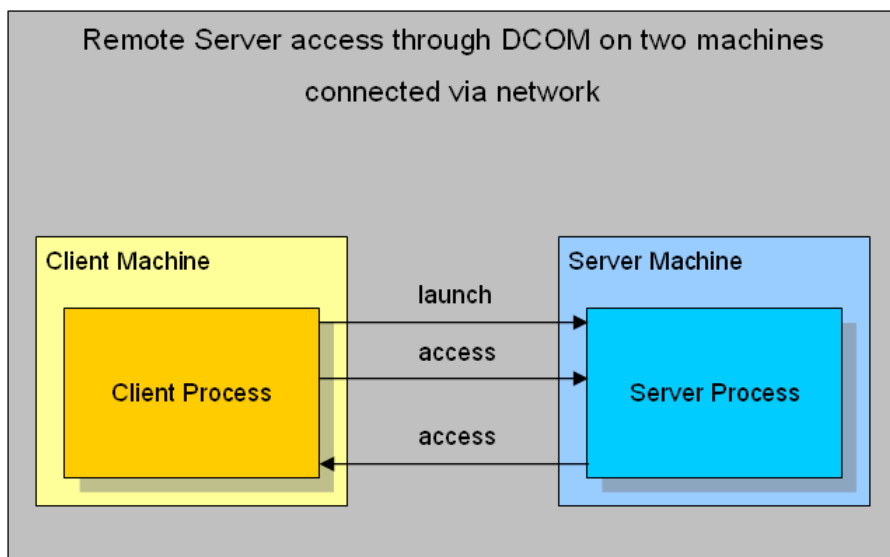 Remote Server access through DCOM on two machines
connected via network
Client Machine
Server Machine
launch
access
Client Process
Server Process
access